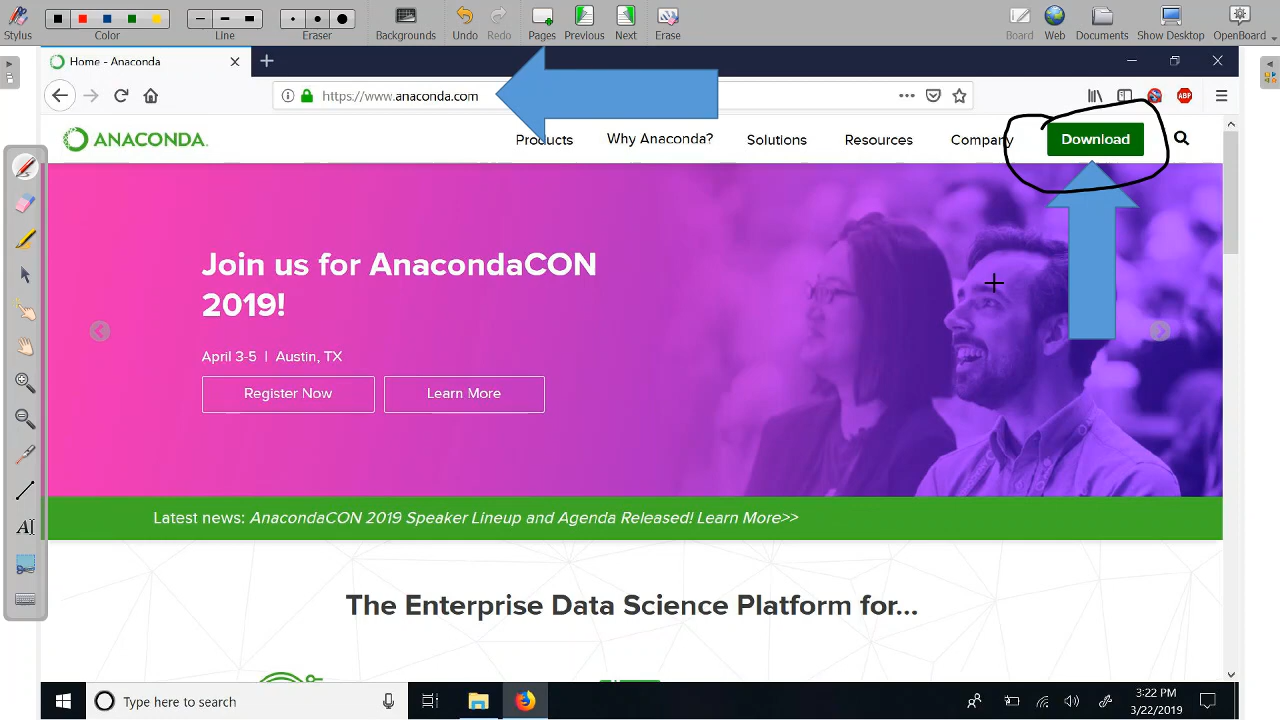 Stylus
Color
Line
Eraser
Backgrounds
Undo
Redo
Pages
Previous
Next
Erase
Board
Web
Documents
Show Desktop
OpenBoard
Home - Anaconda
https://www.anaconda.com
ABP
ANACONDA.
Products
Why Anaconda?
Solutions
Resources
Company
Download
Join us for AnacondaCON
2019!
April 3-5 | Austin, TX
Register Now
Learn More
Latest news: AnacondaCON 2019 Speaker Lineup and Agenda Released! Learn More>>
The Enterprise Data Science Platform for...
Type here to search
3:22 PM
3/22/2019